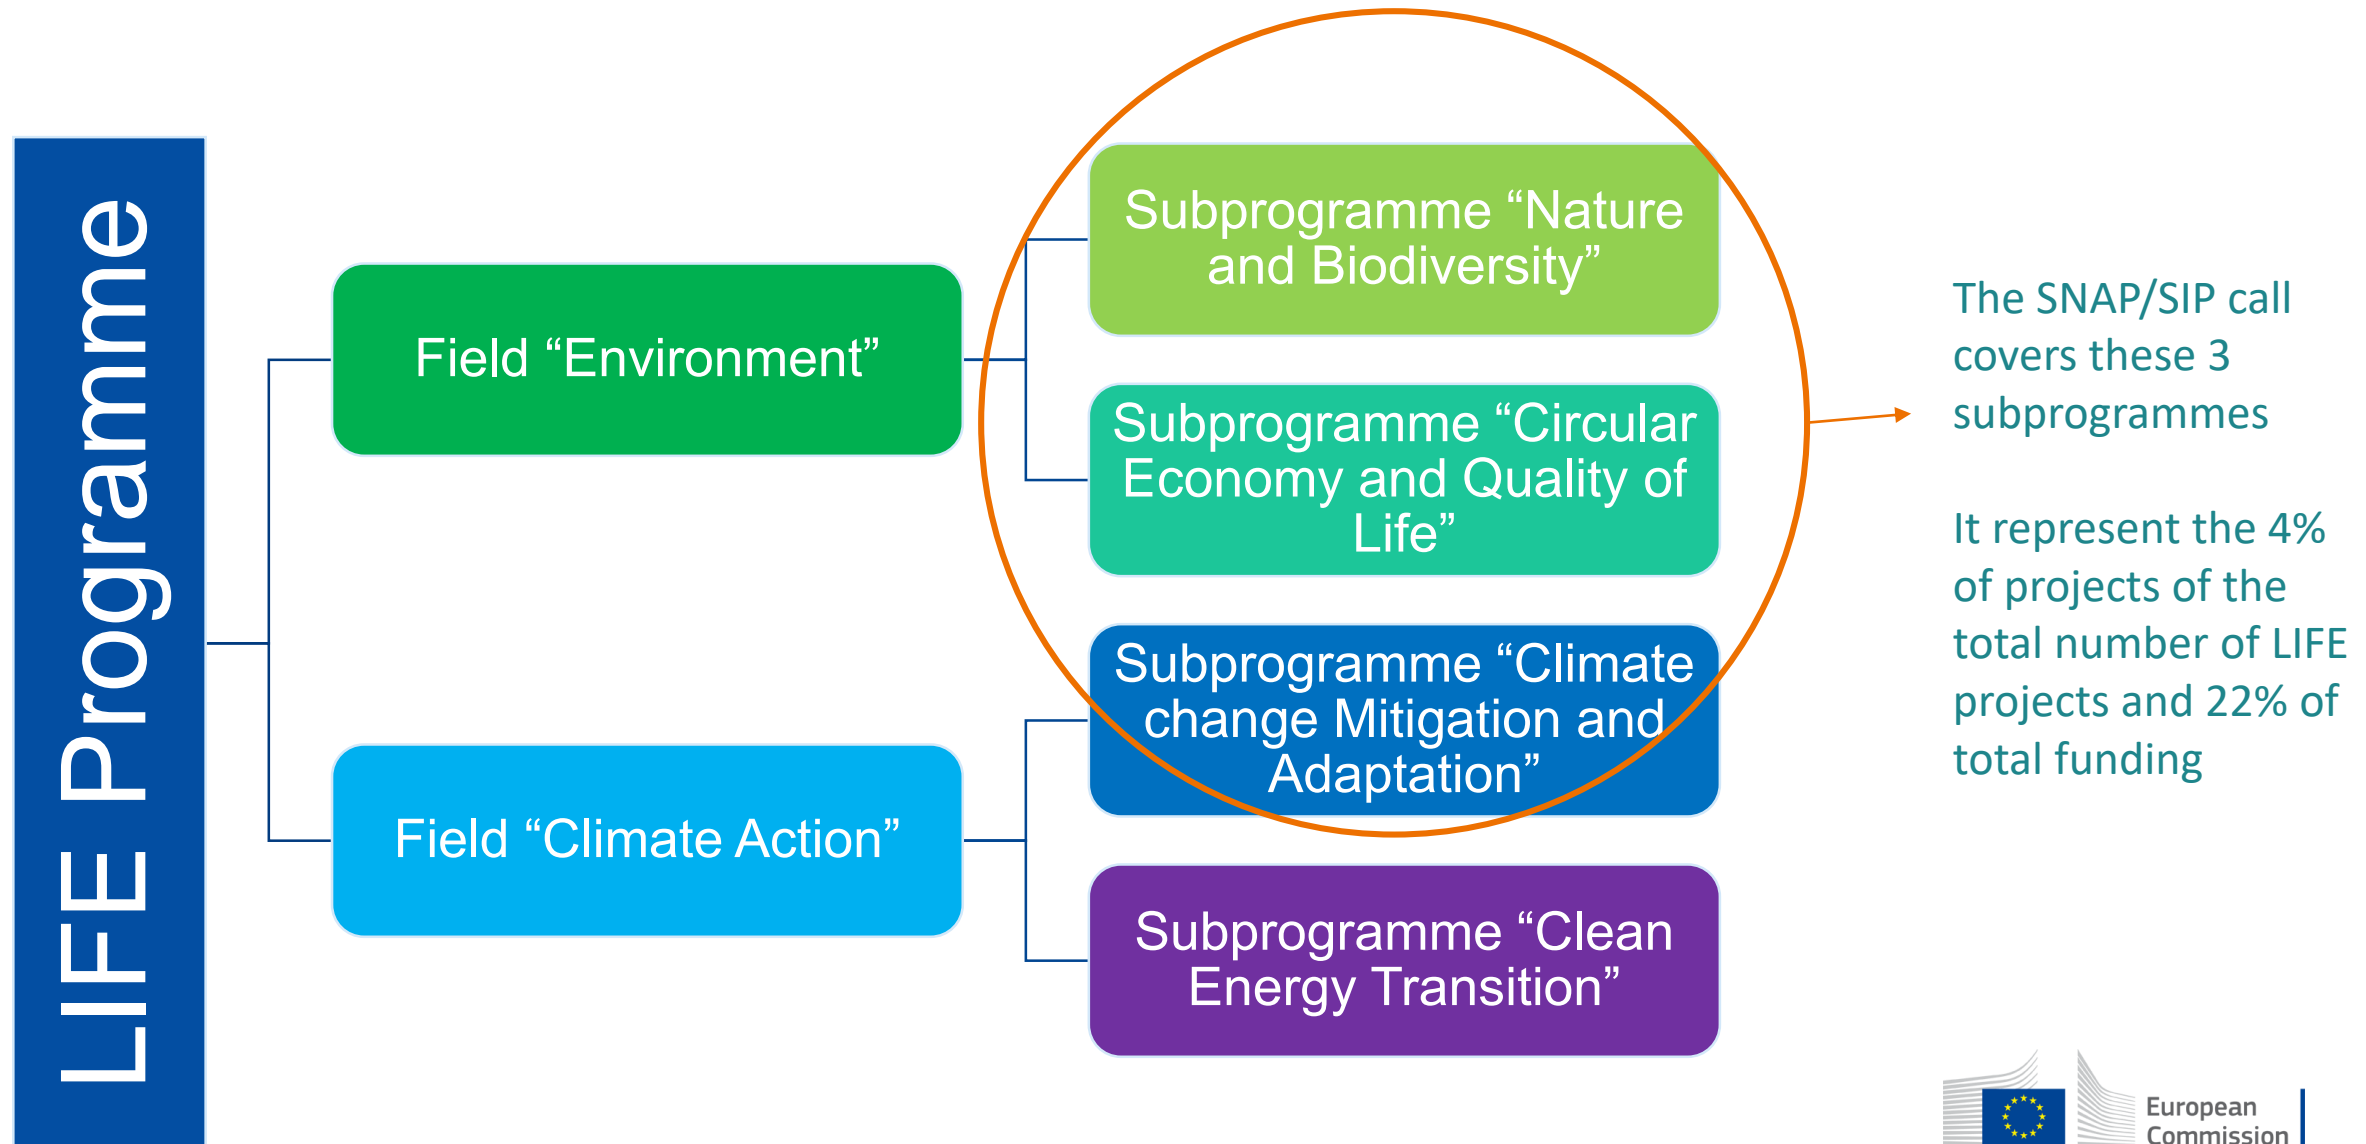 LIFE Programme
Field “Environment”
Field “Climate Action”
Subprogramme “Nature
and Biodiversity”
Subprogramme “Circular
Economy and Quality of
Life”
Subprogramme “Climate
change Mitigation and
Adaptation”
Subprogramme “Clean
Energy Transition”
The SNAP/SIP call
covers these 3
subprogrammes
It represent the 4%
of projects of the
total number of LIFE
projects and 22% of
total funding
European
Commission